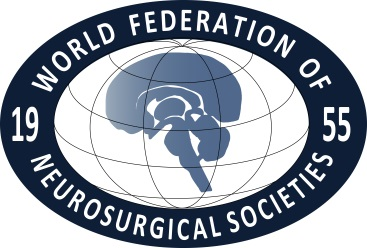 WORLD FEDERATION OF
19 55
NEUROSURGICAL SOCIETIES